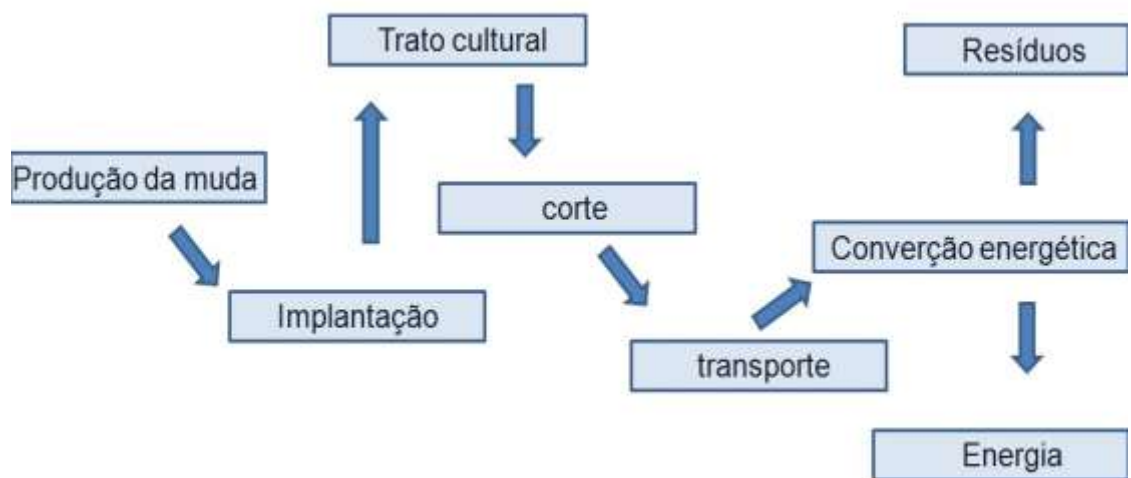 Produção da muda
Implantação
Trato cultural
corte
transporte
Converção energética
Resíduos
Energia